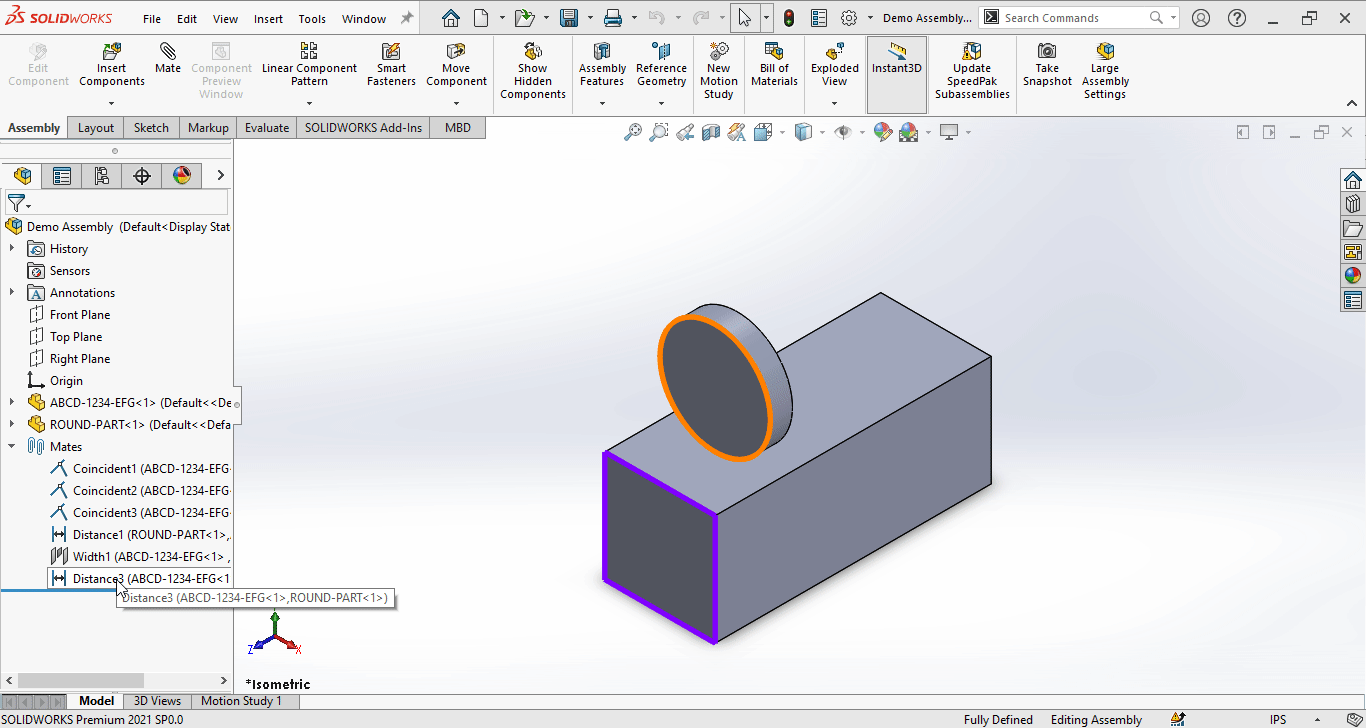 SOLIDWORKS File Edit View Insert Tools Window Demo Assembly... Search Commands
Edit Component
Insert Components
Mate
Component Preview Window
Linear Component Pattern
Smart Fasteners
Move Component
Show Hidden Components
Assembly Features
Reference Geometry
New Motion Study
Bill of Materials
Exploded View
Instant3D
Update SpeedPak Subassemblies
Take Snapshot
Large Assembly Settings
Assembly Layout Sketch Markup Evaluate SOLIDWORKS Add-Ins MBD
Demo Assembly (Default<Display Stat
History
Sensors
Annotations
Front Plane
Top Plane
Right Plane
Origin
ABCD-1234-EFG<1> (Default<<De
ROUND-PART<1> (Default<<Defa
Mates
Coincident1 (ABCD-1234-EFG
Coincident2 (ABCD-1234-EFG
Coincident3 (ABCD-1234-EFG
Distance1 (ROUND-PART<1>,
Width1 (ABCD-1234-EFG<1> ,
Distance3 (ABCD-1234-EFG<1
Distance3 (ABCD-1234-EFG<1>,ROUND-PART<1>)
Z X
*Isometric
Model 3D Views Motion Study 1
SOLIDWORKS Premium 2021 SP0.0 Fully Defined Editing Assembly IPS